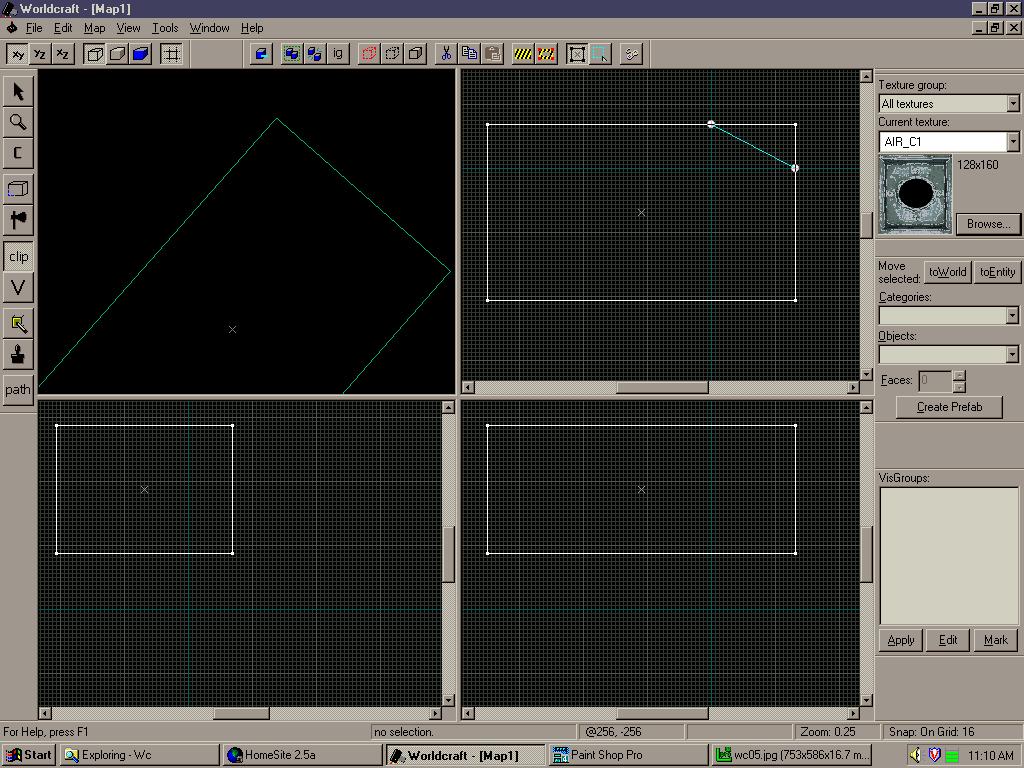 Worldcraft - [Map1]
File Edit Map View Tools Window Help
xy yz xz ig
clip
path
Texture group:
All textures
Current texture:
AIR_C1
128x160
Browse...
Move selected: toWorld toEntity
Categories:
Objects:
Faces: 0
Create Prefab
VisGroups:
Apply Edit Mark
For Help, press F1 no selection. @256, -256 Zoom: 0.25 Snap: On Grid: 16
Start Exploring - Wc HomeSite 2.5a Worldcraft - [Map1] Paint Shop Pro wc05.jpg (753x586x16.7 m... 11:10 AM